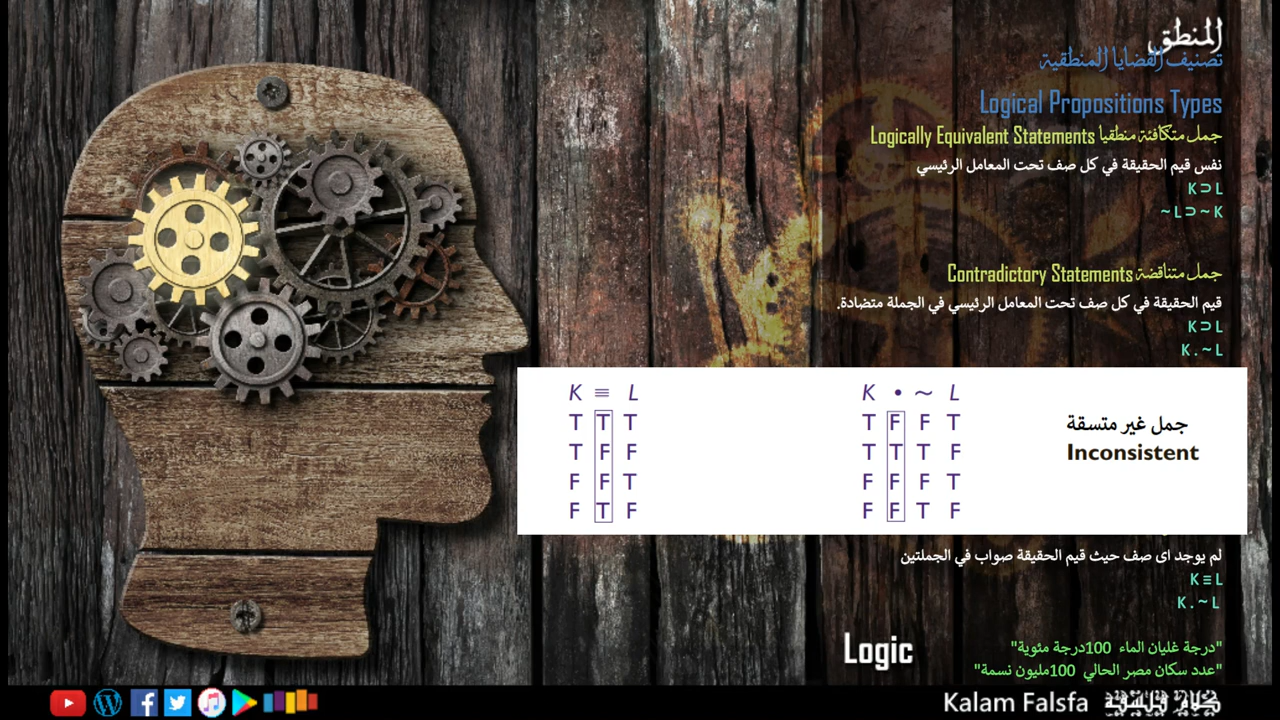 المنطق
تصنيف القضايا المنطقية
Logical Propositions Types
جمل متكافئة منطقيا Logically Equivalent Statements
نفس قيم الحقيقة في كل صف تحت المعامل الرئيسي
K ⊃ L
~ L ⊃ ~ K
جمل متناقضة Contradictory Statements
قيم الحقيقة في كل صف تحت المعامل الرئيسي في الجملة متضادة.
K ⊃ L
K . ~ L
K ≡ L K • ~ L
T T T T F F T جمل غير متسقة
T F F T T T F Inconsistent
F F T F F F T
F T F F F T F
لم يوجد اى صف حيث قيم الحقيقة صواب في الجملتين
K ≡ L
K . ~ L
"درجة غليان الماء 100درجة مئوية"
"عدد سكان مصر الحالي 100مليون نسمة"
Logic
Kalam Falsfa كلام فلسفة